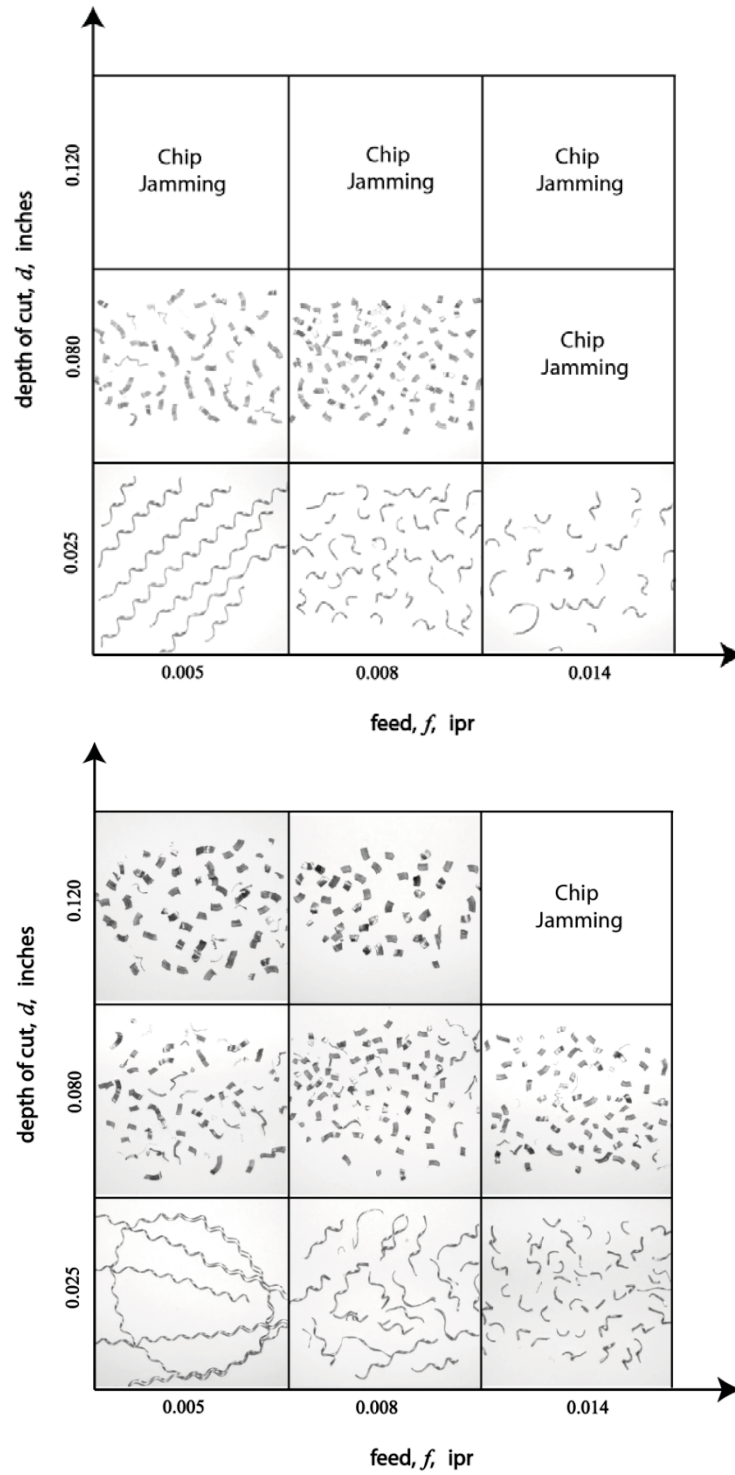 depth of cut, d, inches
0.120
Chip
Jamming
Chip
Jamming
Chip
Jamming
0.080
Chip
Jamming
0.025
0.005
0.008
0.014
feed, f, ipr
depth of cut, d, inches
0.120
Chip
Jamming
0.080
0.025
0.005
0.008
0.014
feed, f, ipr